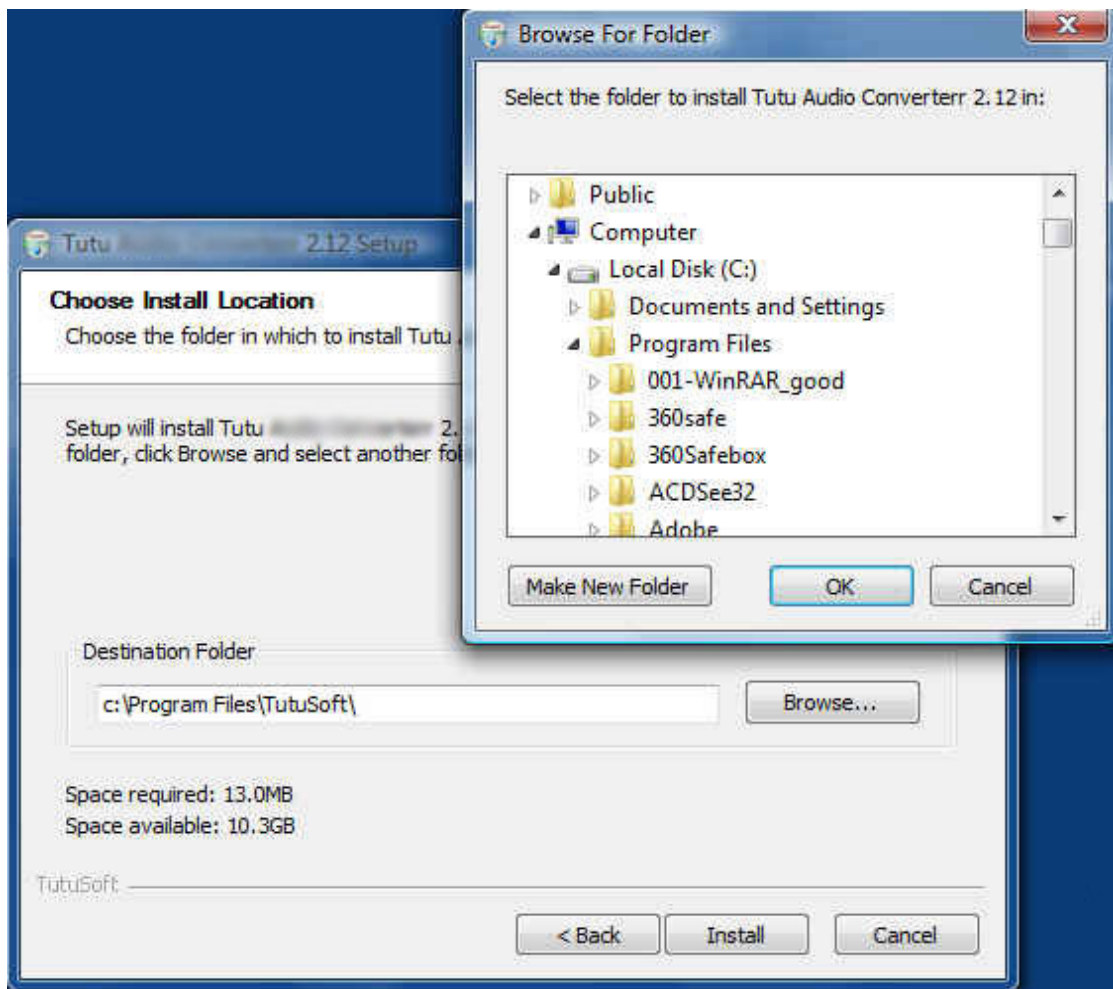 Browse For Folder
Select the folder to install Tutu Audio Converterr 2.12 in:
Public
Computer
Local Disk (C:)
Documents and Settings
Program Files
001-WinRAR_good
360safe
360Safebox
ACDSee32
Adobe
Make New Folder
OK
Cancel
Tutu 2.12 Setup
Choose Install Location
Choose the folder in which to install Tutu
Setup will install Tutu 2.
folder, click Browse and select another
Destination Folder
c:\Program Files\TutuSoft\
Browse...
Space required: 13.0MB
Space available: 10.3GB
TutuSoft
< Back
Install
Cancel